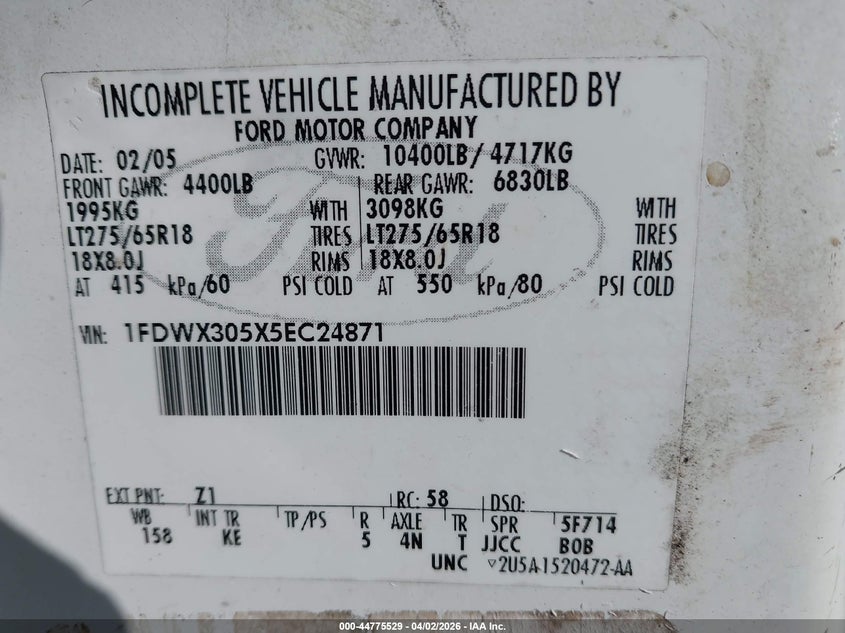 INCOMPLETE VEHICLE MANUFACTURED BY
FORD MOTOR COMPANY
DATE: 02/05 GVWR: 10400LB/ 4717KG
FRONT GAWR: 4400LB REAR GAWR: 6830LB
1995KG WITH 3098KG WITH
LT275/65R18 TIRES LT275/65R18 TIRES
18X8.0J RIMS 18X8.0J RIMS
AT 415 kPa/60 PSI COLD AT 550 kPa/80 PSI COLD
VIN: 1FDWX305X5EC24871
EXT PNT: Z1 RC: 58 DSO:
WB INT TR TP/PS R AXLE TR SPR 5F714
158 KE 5 4N T JJCC BOB
UNC ▽2U5A-1520472-AA
Ford
000-44775529 - 04/02/2026 - IAA Inc.